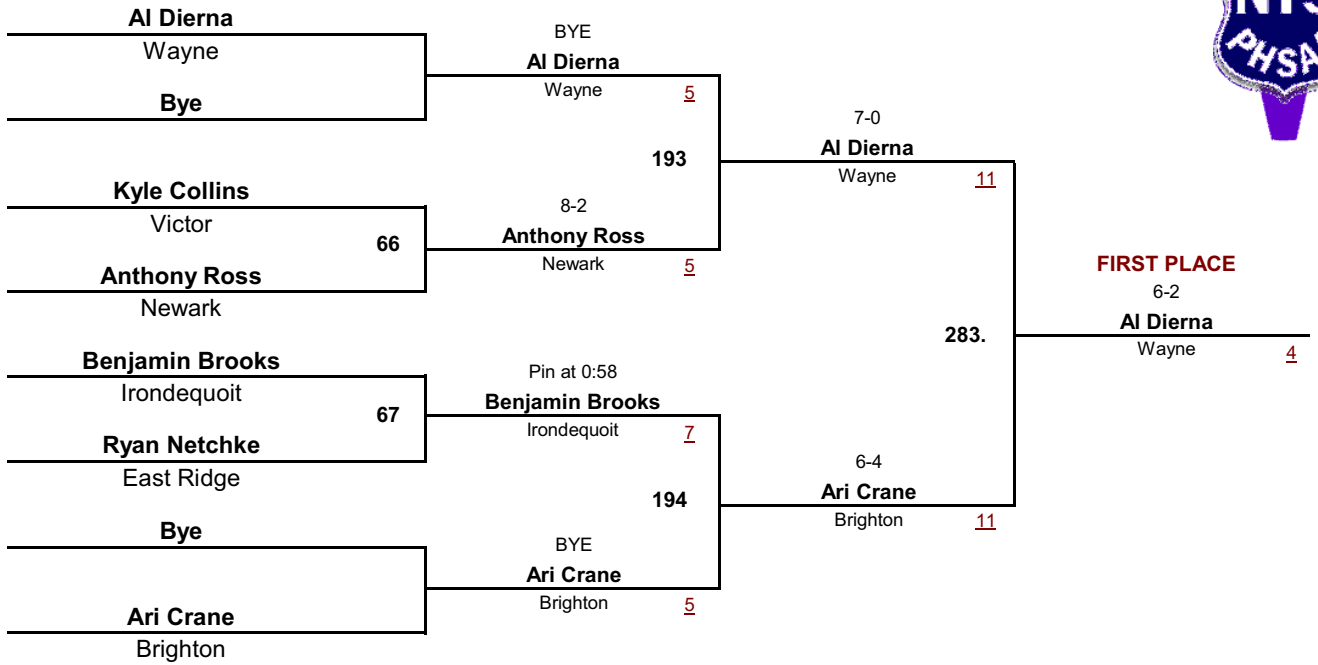 Al Dierna
Wayne
Bye
Kyle Collins
Victor
66
Anthony Ross
Newark
Benjamin Brooks
Irondequoit
67
Ryan Netchke
East Ridge
Bye
Ari Crane
Brighton
BYE
Al Dierna
Wayne 5
193
8-2
Anthony Ross
Newark 5
Pin at 0:58
Benjamin Brooks
Irondequoit 7
194
BYE
Ari Crane
Brighton 5
7-0
Al Dierna
Wayne 11
283.
6-4
Ari Crane
Brighton 11
FIRST PLACE
6-2
Al Dierna
Wayne 4